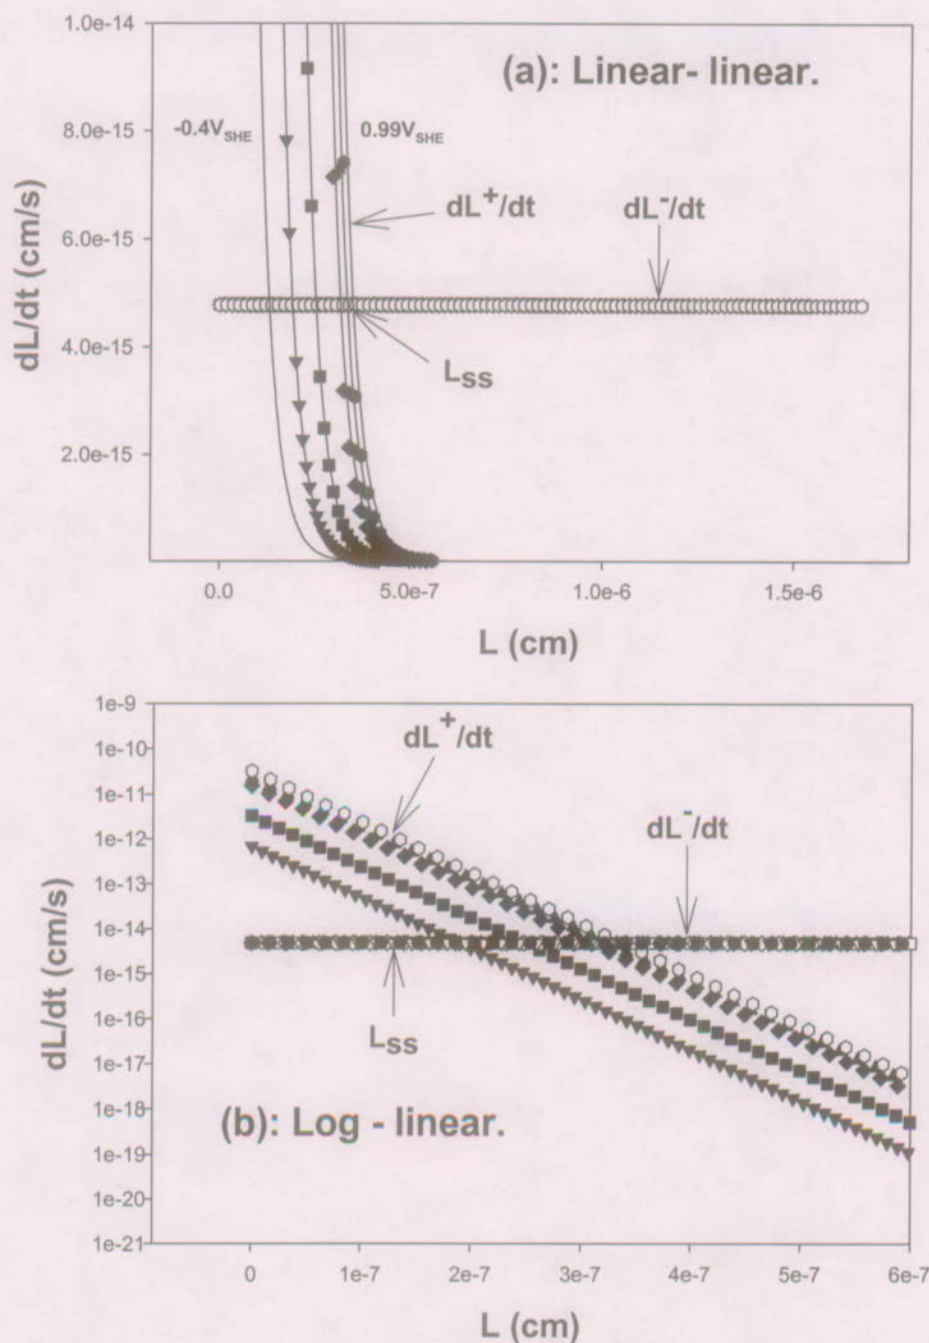 1.0e-14
(a): Linear- linear.
8.0e-15
-0.4VSHE
0.99VSHE
dL+/dt
dL-/dt
6.0e-15
dL/dt (cm/s)
4.0e-15
LSS
2.0e-15
0.0
5.0e-7
1.0e-6
1.5e-6
L (cm)
1e-9
dL+/dt
1e-10
1e-11
dL-/dt
1e-12
1e-13
dL/dt (cm/s)
1e-14
1e-15
1e-16
LSS
1e-17
(b): Log - linear.
1e-18
1e-19
1e-20
1e-21
0
1e-7
2e-7
3e-7
4e-7
5e-7
6e-7
L (cm)